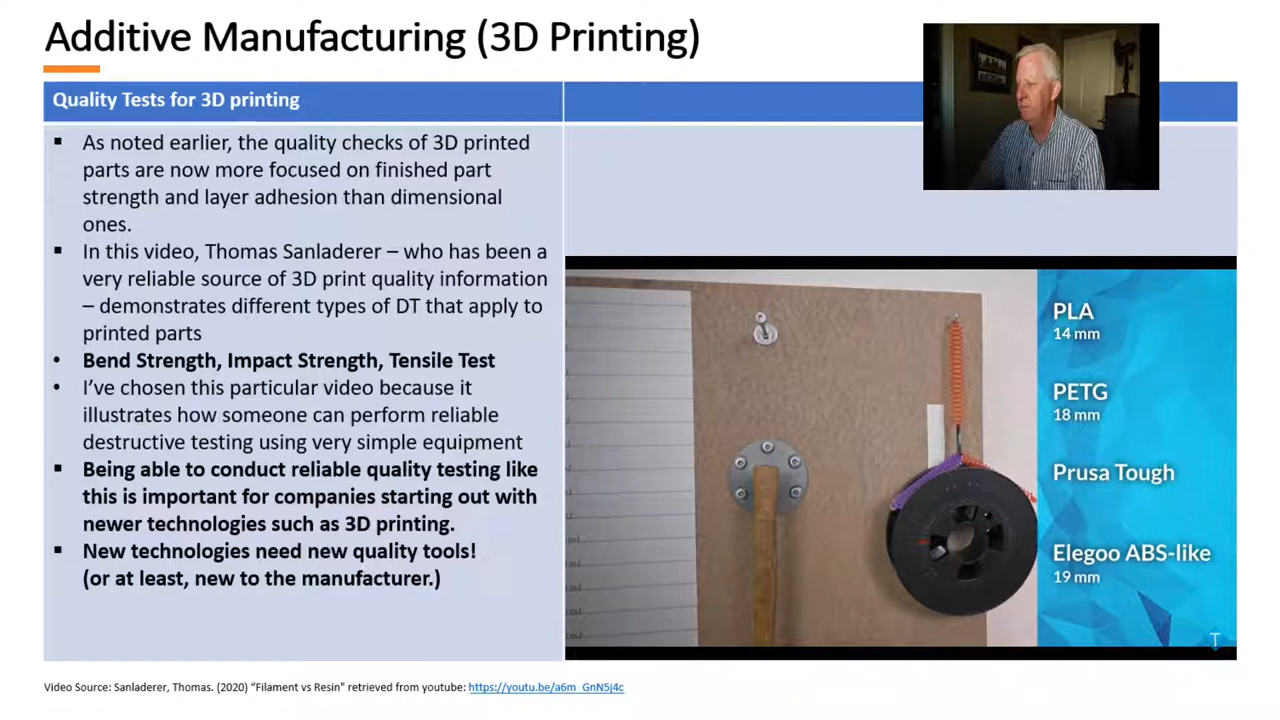 Additive Manufacturing (3D Printing)
Quality Tests for 3D printing
▪ As noted earlier, the quality checks of 3D printed
parts are now more focused on finished part
strength and layer adhesion than dimensional
ones.
▪ In this video, Thomas Sanladerer – who has been a
very reliable source of 3D print quality information
– demonstrates different types of DT that apply to
printed parts
• Bend Strength, Impact Strength, Tensile Test
• I've chosen this particular video because it
illustrates how someone can perform reliable
destructive testing using very simple equipment
▪ Being able to conduct reliable quality testing like
this is important for companies starting out with
newer technologies such as 3D printing.
▪ New technologies need new quality tools!
(or at least, new to the manufacturer.)
PLA
14 mm
PETG
18 mm
Prusa Tough
Elegoo ABS-like
19 mm
T
Video Source: Sanladerer, Thomas. (2020) "Filament vs Resin" retrieved from youtube: https://youtu.be/a6m_GnN5j4c